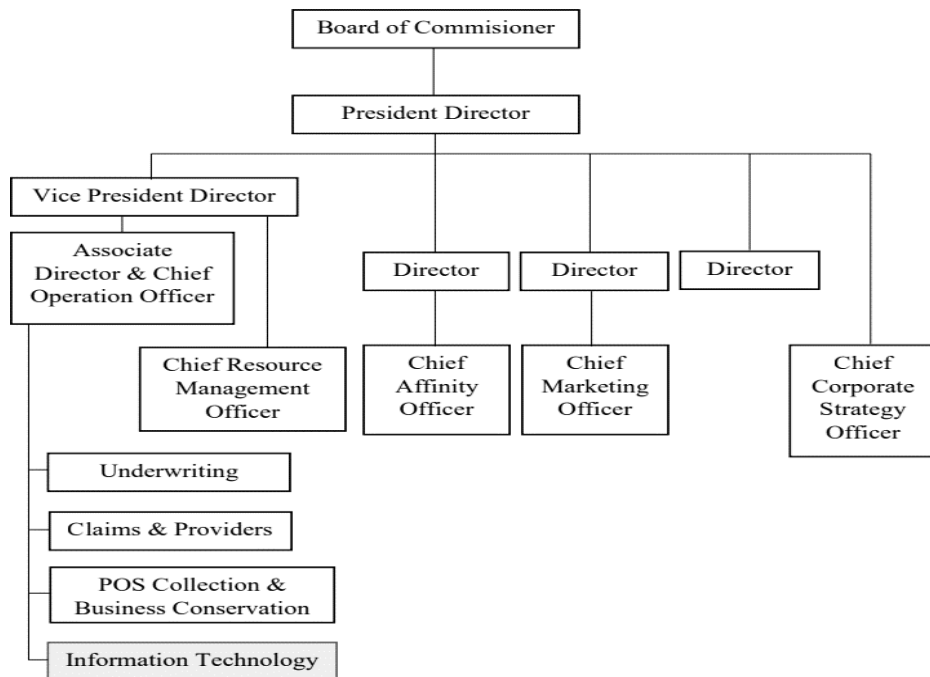 Board of Commisioner
President Director
Vice President Director
Associate
Director & Chief
Operation Officer
Director
Director
Director
Chief Resource
Management
Officer
Chief
Affinity
Officer
Chief
Marketing
Officer
Chief
Corporate
Strategy
Officer
Underwriting
Claims & Providers
POS Collection &
Business Conservation
Information Technology